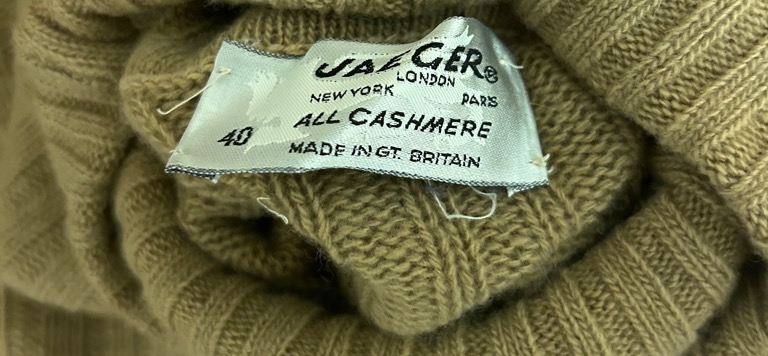 JAEGER®
LONDON
NEW YORK PARIS
40 ALL CASHMERE
MADE IN GT. BRITAIN